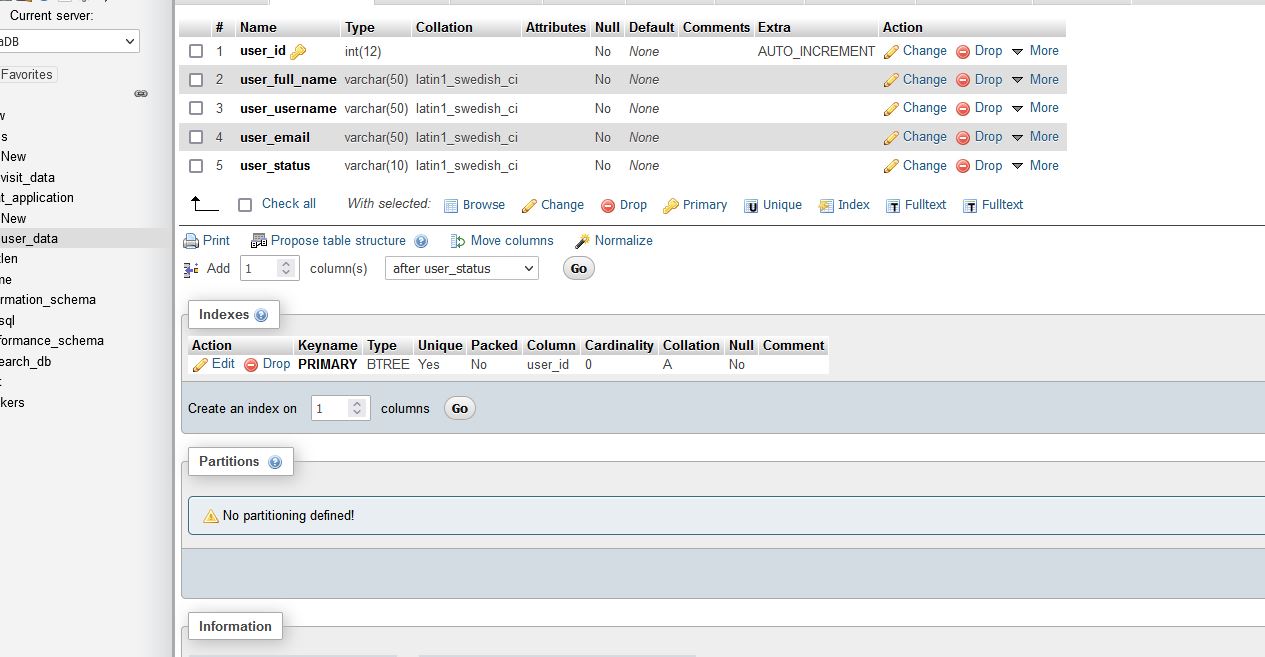 Current server:
aDB
# Name Type Collation Attributes Null Default Comments Extra Action
1 user_id int(12) No None AUTO_INCREMENT Change Drop More
2 user_full_name varchar(50) latin1_swedish_ci No None Change Drop More
3 user_username varchar(50) latin1_swedish_ci No None Change Drop More
4 user_email varchar(50) latin1_swedish_ci No None Change Drop More
5 user_status varchar(10) latin1_swedish_ci No None Change Drop More
Check all With selected: Browse Change Drop Primary Unique Index Fulltext Fulltext
Print Propose table structure Move columns Normalize
Add 1 column(s) after user_status Go
Indexes
Action Keyname Type Unique Packed Column Cardinality Collation Null Comment
Edit Drop PRIMARY BTREE Yes No user_id 0 A No
Create an index on 1 columns Go
Partitions
No partitioning defined!
Information
Favorites
w
s
New
visit_data
t_application
New
user_data
tlen
me
rmation_schema
sql
formance_schema
earch_db
t
kers